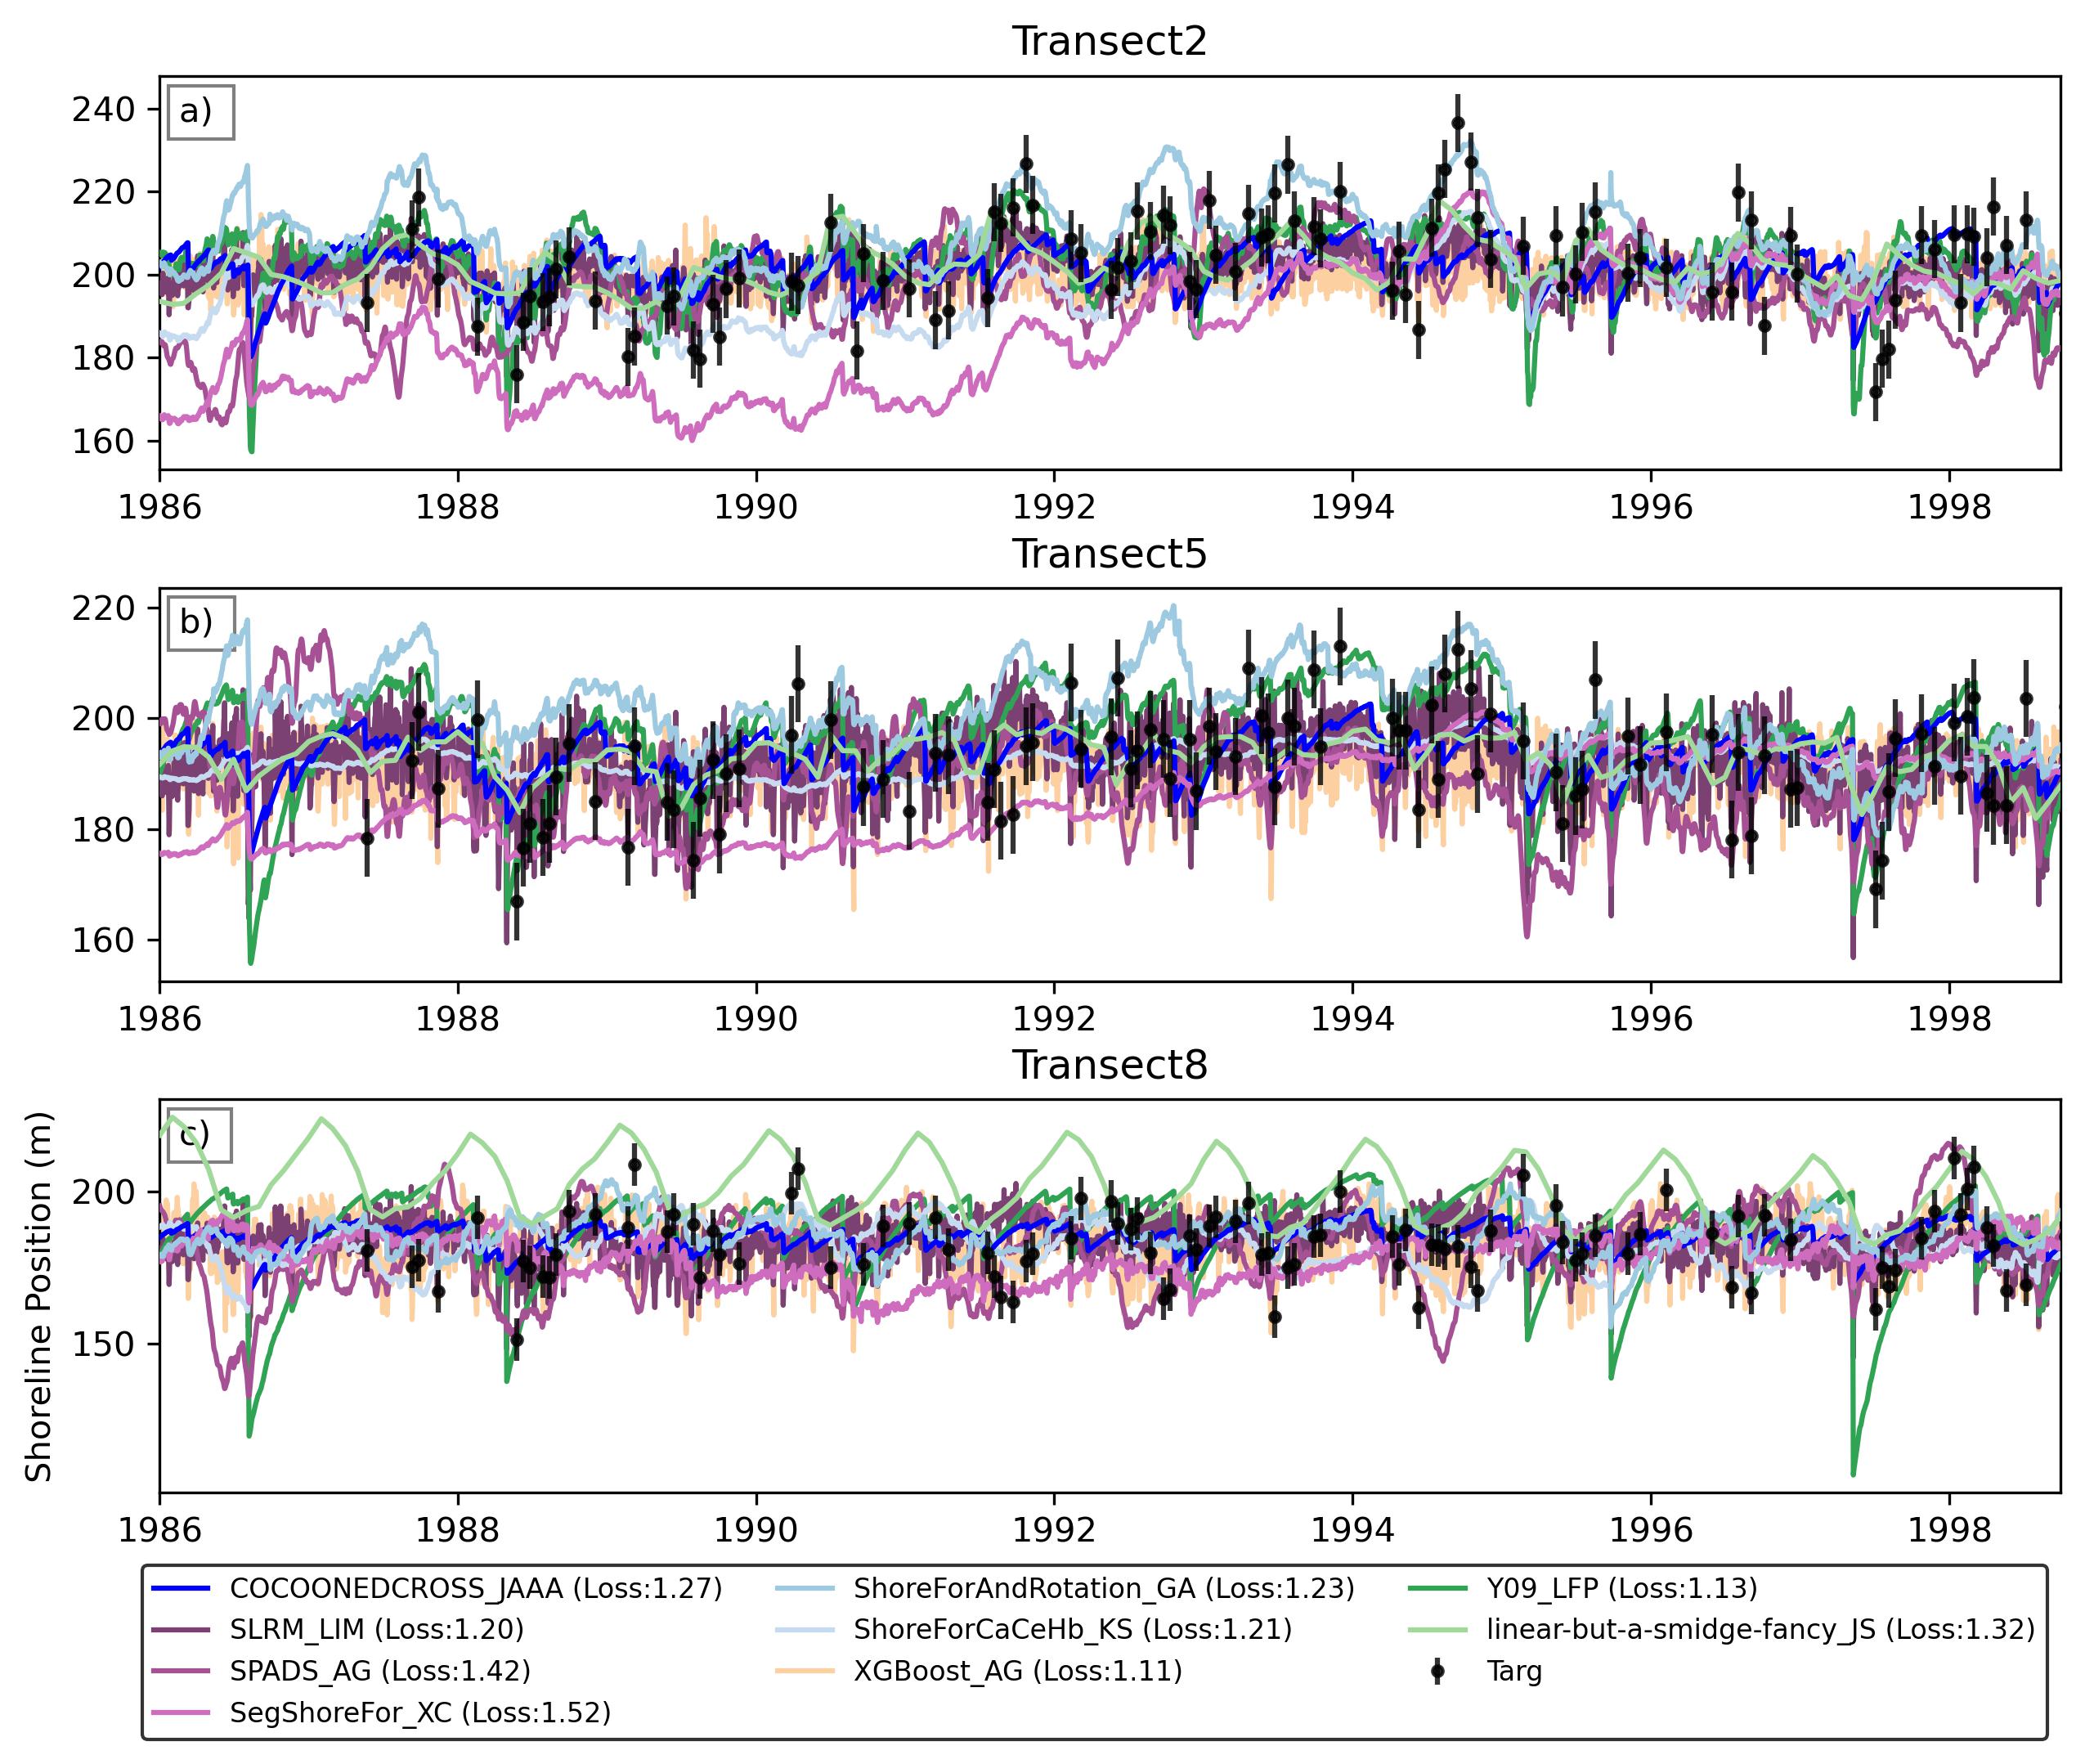 Transect2
a)
240
220
200
180
160
1986 1988 1990 1992 1994 1996 1998
Transect5
b)
220
200
180
160
1986 1988 1990 1992 1994 1996 1998
Transect8
c)
200
150
Shoreline Position (m)
1986 1988 1990 1992 1994 1996 1998
COCOONEDCROSS_JAAA (Loss:1.27)
SLRM_LIM (Loss:1.20)
SPADS_AG (Loss:1.42)
SegShoreFor_XC (Loss:1.52)
ShoreForAndRotation_GA (Loss:1.23)
ShoreForCaCeHb_KS (Loss:1.21)
XGBoost_AG (Loss:1.11)
Y09_LFP (Loss:1.13)
linear-but-a-smidge-fancy_JS (Loss:1.32)
Targ